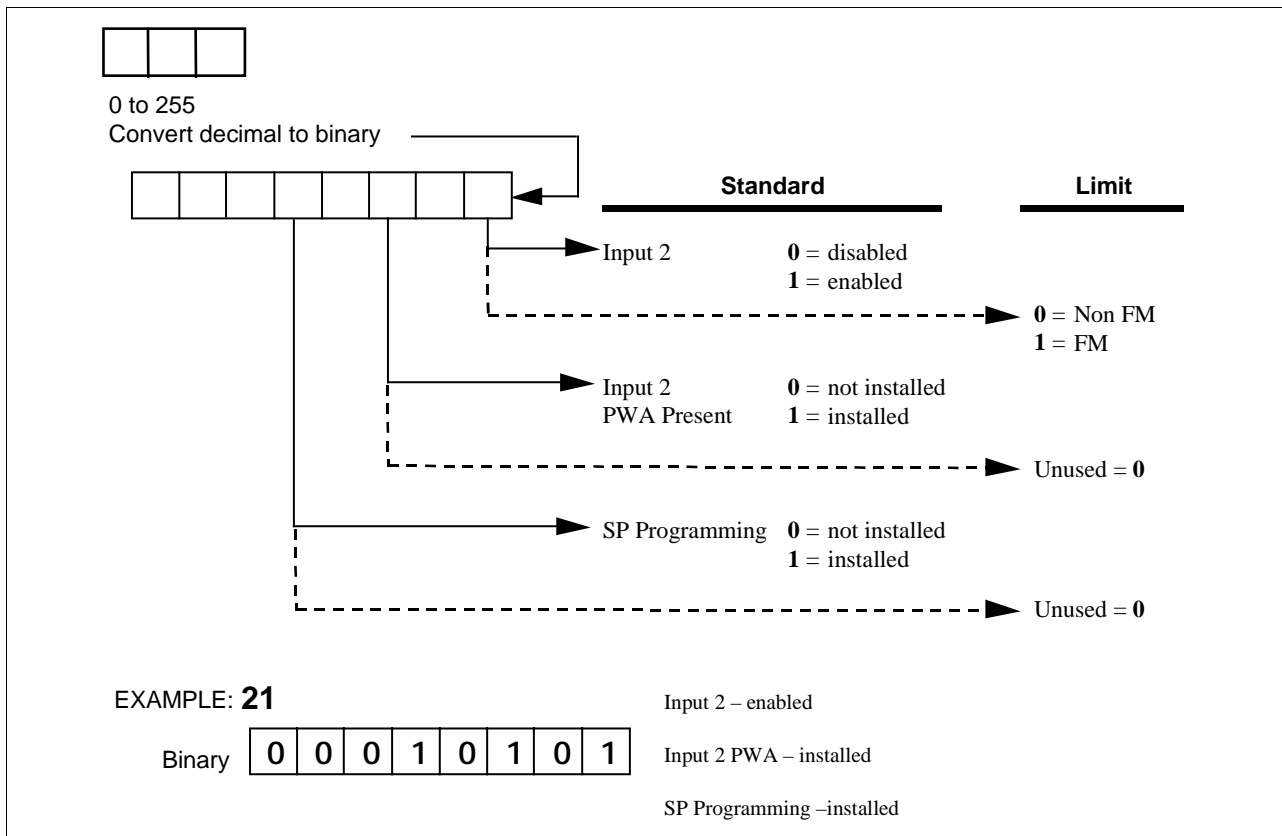 0 to 255
Convert decimal to binary
Standard
Limit
Input 2 0 = disabled
1 = enabled
0 = Non FM
1 = FM
Input 2 0 = not installed
PWA Present 1 = installed
Unused = 0
SP Programming 0 = not installed
1 = installed
Unused = 0
EXAMPLE: 21
Input 2 – enabled
Binary 0 0 0 1 0 1 0 1
Input 2 PWA – installed
SP Programming –installed